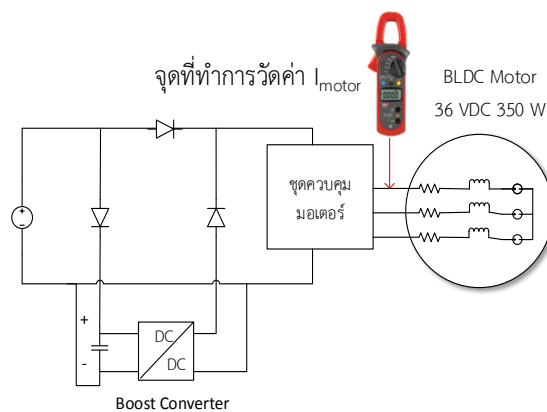 จุดที่ทำการวัดค่า I motor
BLDC Motor
36 VDC 350 W
ชุดควบคุม
มอเตอร์
+
-
DC
DC
Boost Converter